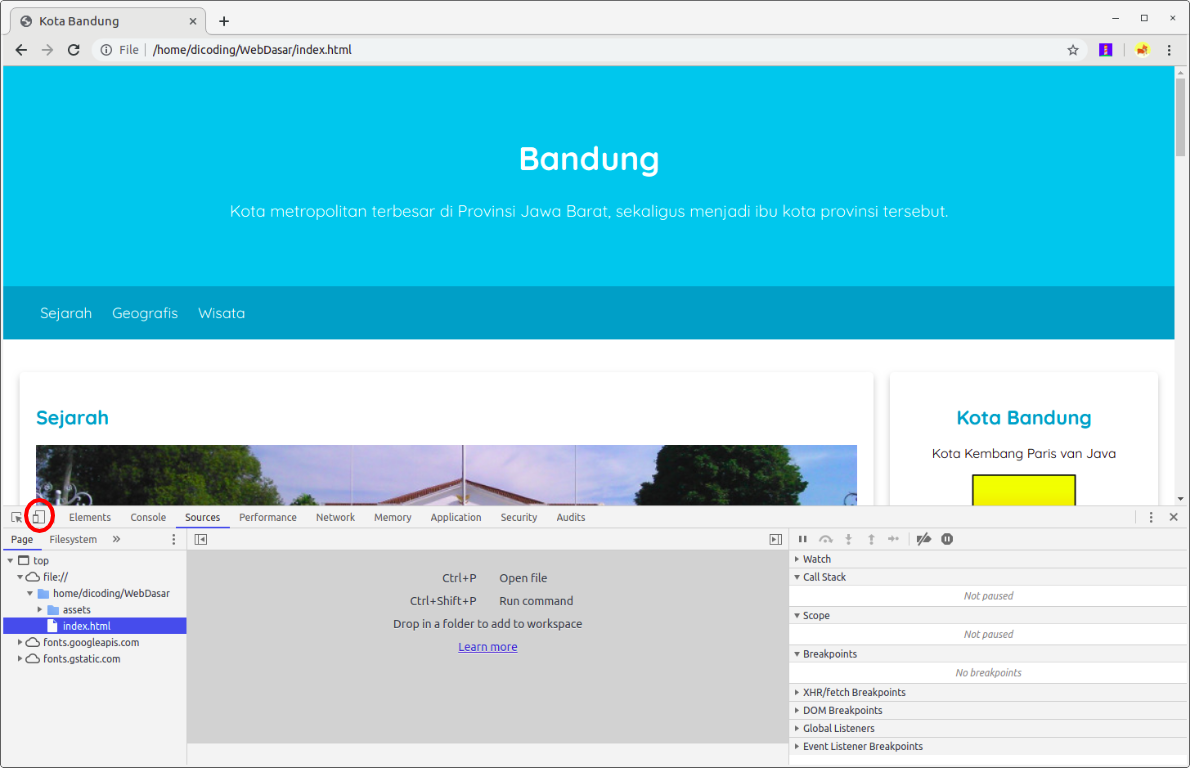 Kota Bandung
File /home/dicoding/WebDasar/index.html
Bandung
Kota metropolitan terbesar di Provinsi Jawa Barat, sekaligus menjadi ibu kota provinsi tersebut.
Sejarah Geografis Wisata
Sejarah
Kota Bandung
Kota Kembang Paris van Java
Elements Console Sources Performance Network Memory Application Security Audits
Page Filesystem »
top
file://
home/dicoding/WebDasar
assets
index.html
fonts.googleapis.com
fonts.gstatic.com
Ctrl+P Open file
Ctrl+Shift+P Run command
Drop in a folder to add to workspace
Learn more
Watch
Call Stack
Not paused
Scope
Not paused
Breakpoints
No breakpoints
XHR/fetch Breakpoints
DOM Breakpoints
Global Listeners
Event Listener Breakpoints